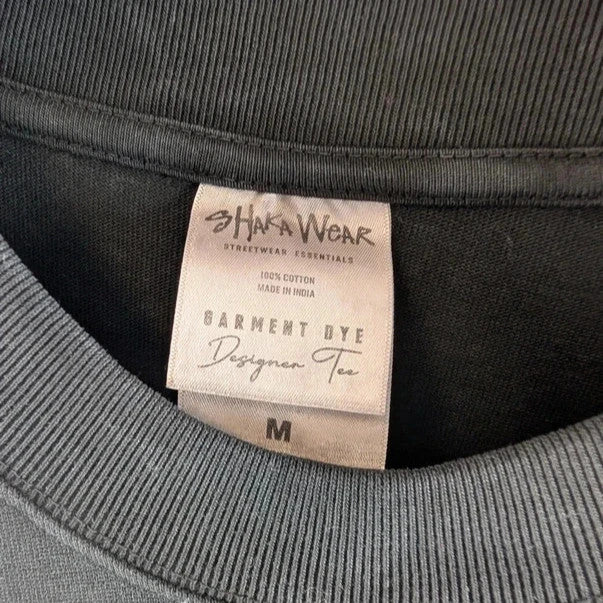 SHAKA WEAR
STREETWEAR ESSENTIALS
100% COTTON
MADE IN INDIA
GARMENT DYE
Designer Tee
M